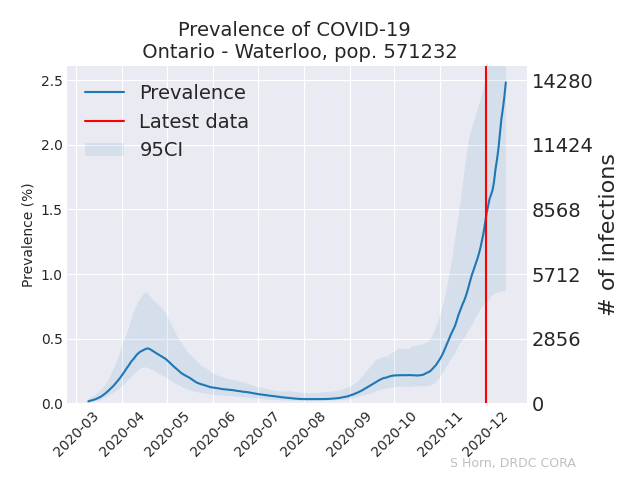 Prevalence of COVID-19
Ontario - Waterloo, pop. 571232
Prevalence
Latest data
95CI
Prevalence (%)
2.5
2.0
1.5
1.0
0.5
0.0
14280
11424
8568
5712
2856
0
# of infections
2020-03
2020-04
2020-05
2020-06
2020-07
2020-08
2020-09
2020-10
2020-11
2020-12
S Horn, DRDC CORA